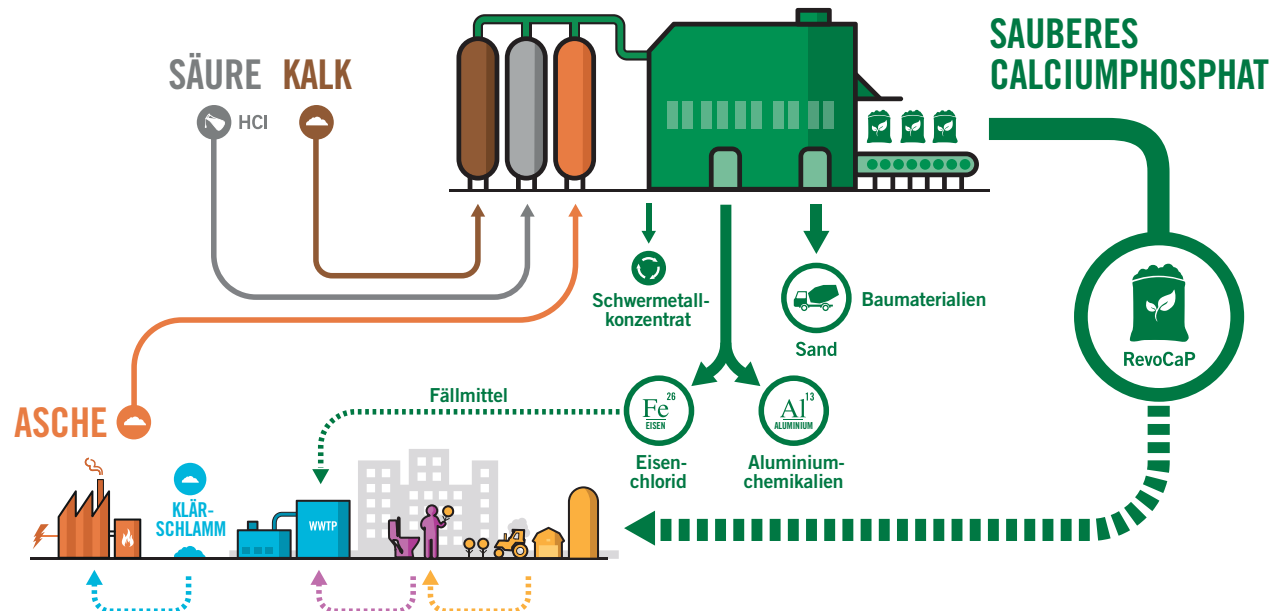 SAUBERES
CALCIUMPHOSPHAT
SÄURE
KALK
HCl
Schwermetall-
konzentrat
Baumaterialien
Sand
RevoCaP
Fällmittel
Fe
26
EISEN
Al
13
ALUMINIUM
Eisen-
chlorid
Aluminium-
chemikalien
ASCHE
KLÄR-
SCHLAMM
WWTP